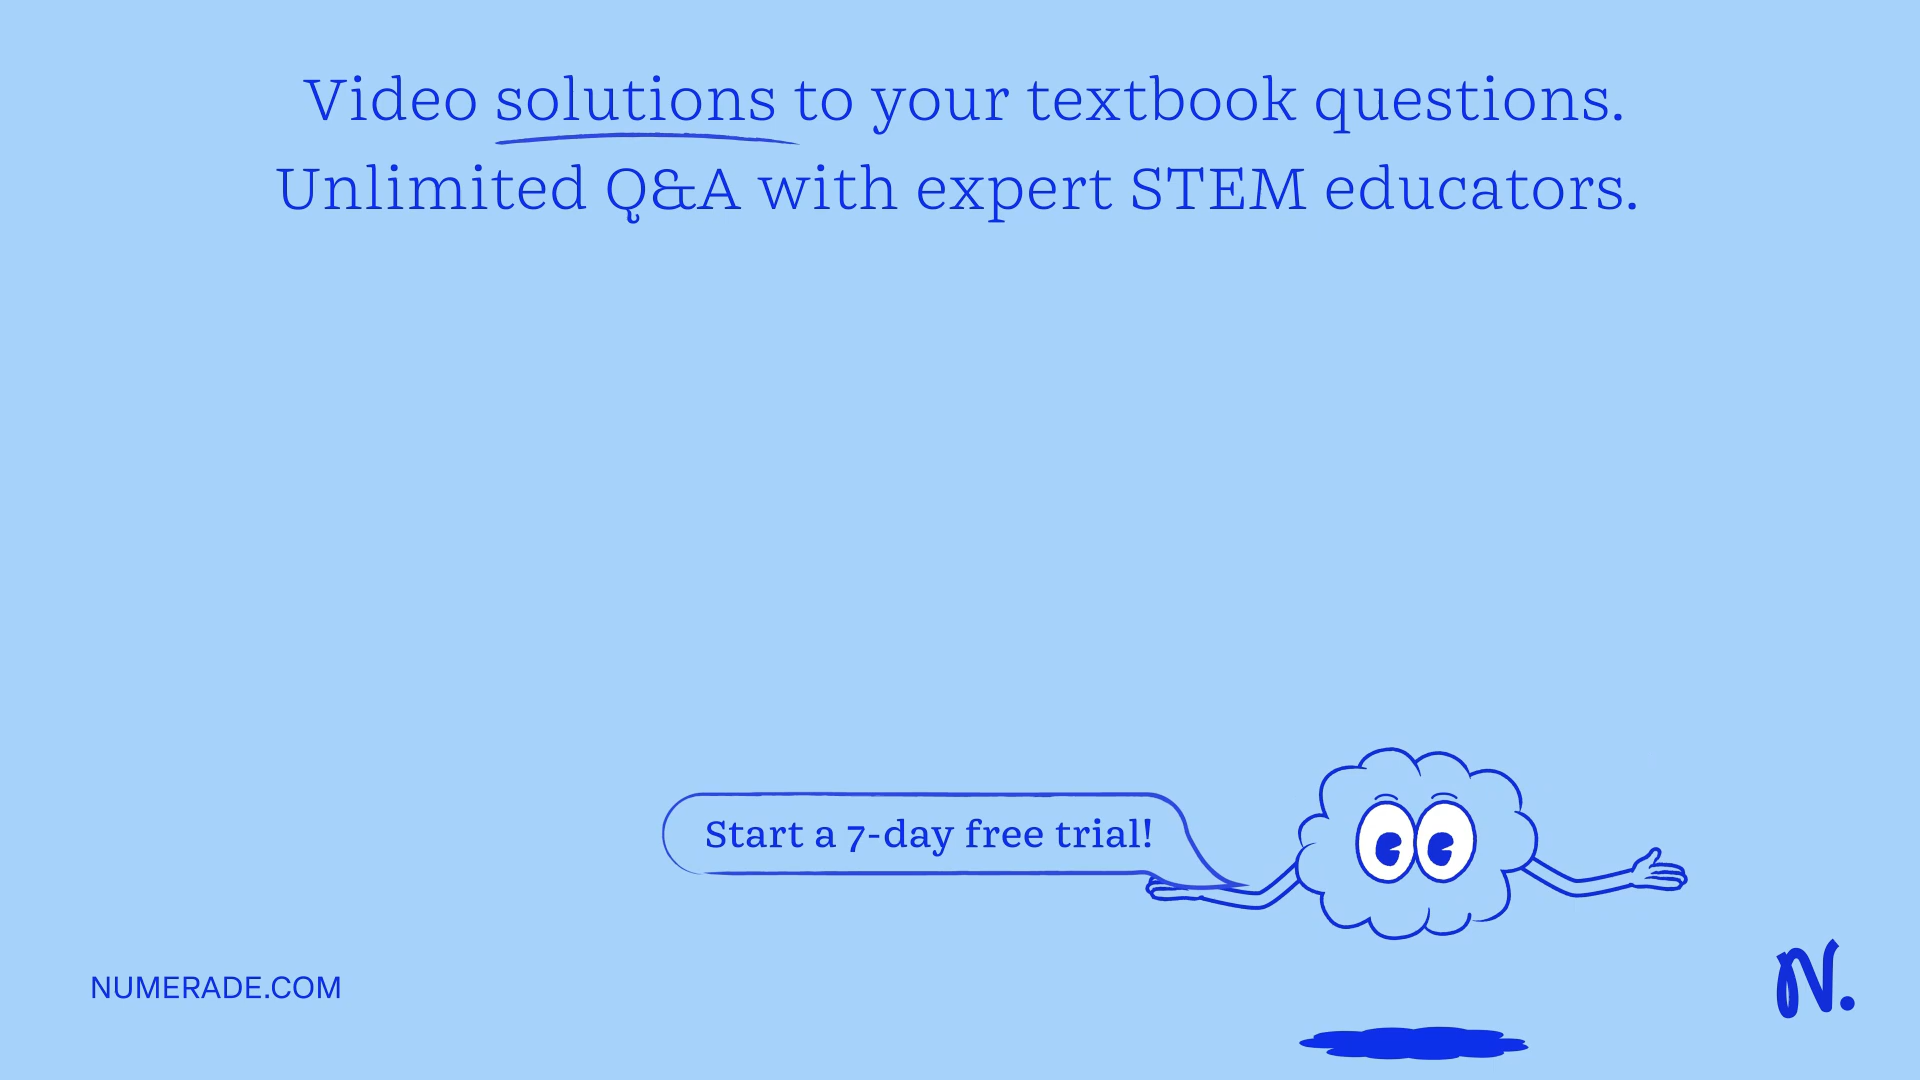 Video solutions to your textbook questions.
Unlimited Q&A with expert STEM educators.
Start a 7-day free trial!
NUMERADE.COM
N.